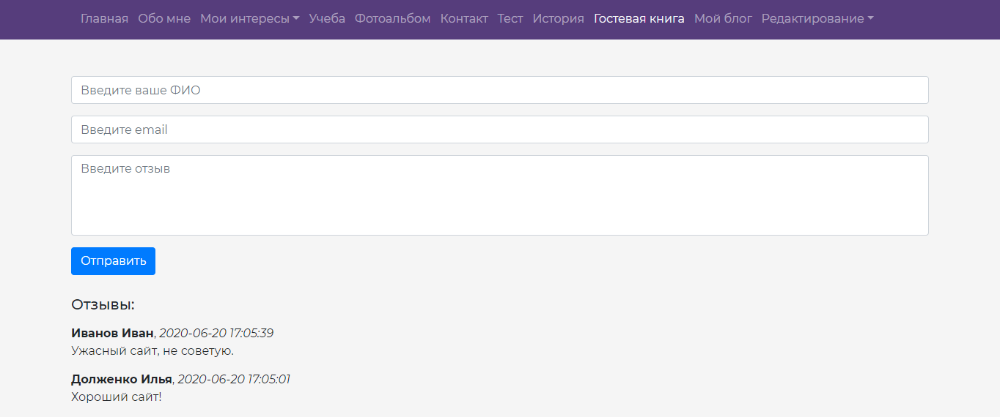 Главная Обо мне Мои интересы Учеба Фотоальбом Контакт Тест История Гостевая книга Мой блог Редактирование
Введите ваше ФИО
Введите email
Введите отзыв
Отправить
Отзывы:
Иванов Иван, 2020-06-20 17:05:39
Ужасный сайт, не советую.
Долженко Илья, 2020-06-20 17:05:01
Хороший сайт!